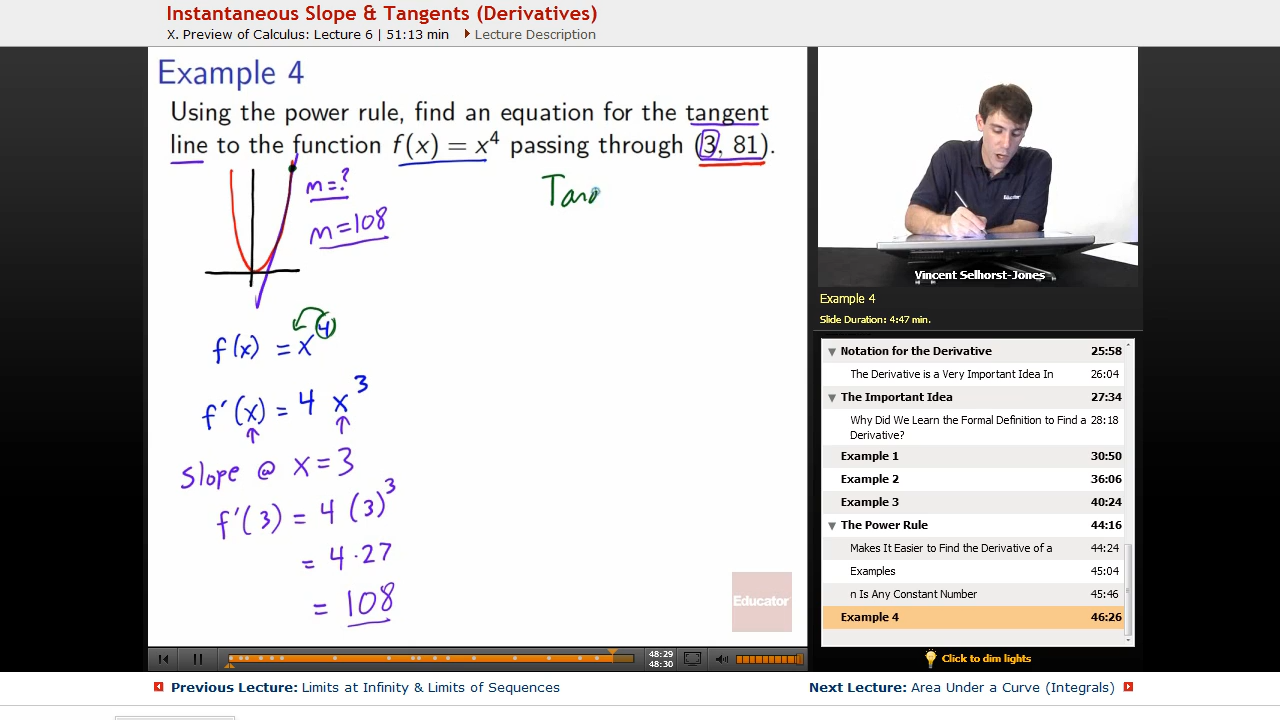 Instantaneous Slope & Tangents (Derivatives)
X. Preview of Calculus: Lecture 6 | 51:13 min Lecture Description
Example 4
Using the power rule, find an equation for the tangent
line to the function f(x) = x⁴ passing through (3, 81).
m=?
m=108
Tang
f(x) = x⁴
f′(x) = 4 x³
Slope @ x=3
f′(3) = 4 (3)³
= 4·27
= 108
Educator
Educator
Vincent Selhorst-Jones
Example 4
Slide Duration: 4:47 min.
Notation for the Derivative 25:58
The Derivative is a Very Important Idea In 26:04
The Important Idea 27:34
Why Did We Learn the Formal Definition to Find a 28:18
Derivative?
Example 1 30:50
Example 2 36:06
Example 3 40:24
The Power Rule 44:16
Makes It Easier to Find the Derivative of a 44:24
Examples 45:04
n Is Any Constant Number 45:46
Example 4 46:26
48:29
48:30
Click to dim lights
Previous Lecture: Limits at Infinity & Limits of Sequences
Next Lecture: Area Under a Curve (Integrals)